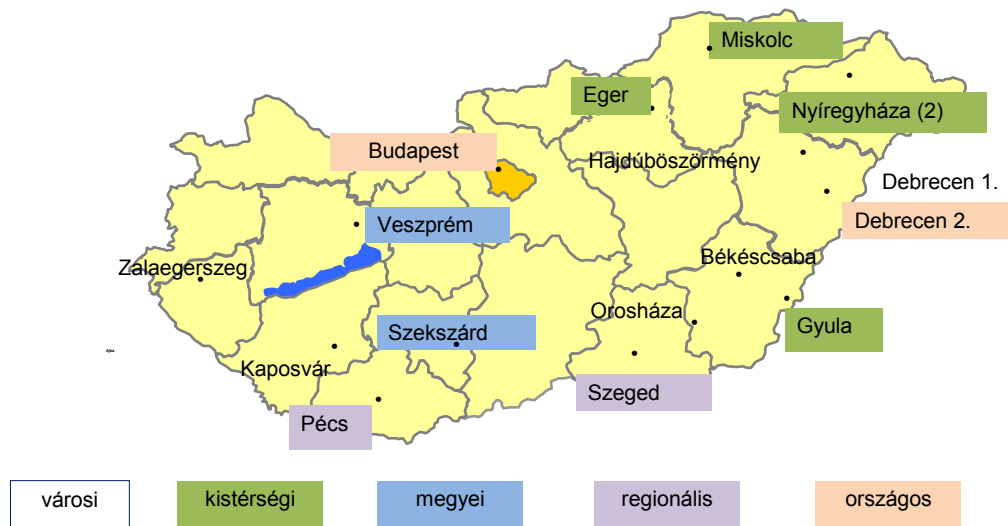 Miskolc
Eger
Nyíregyháza (2)
Budapest
Hajdúböszörmény
Debrecen 1.
Debrecen 2.
Veszprém
Békéscsaba
Zalaegerszeg
Orosháza
Gyula
Szekszárd
Ajka
Kaposvár
Szeged
Pécs
városi
kistérségi
megyei
regionális
országos